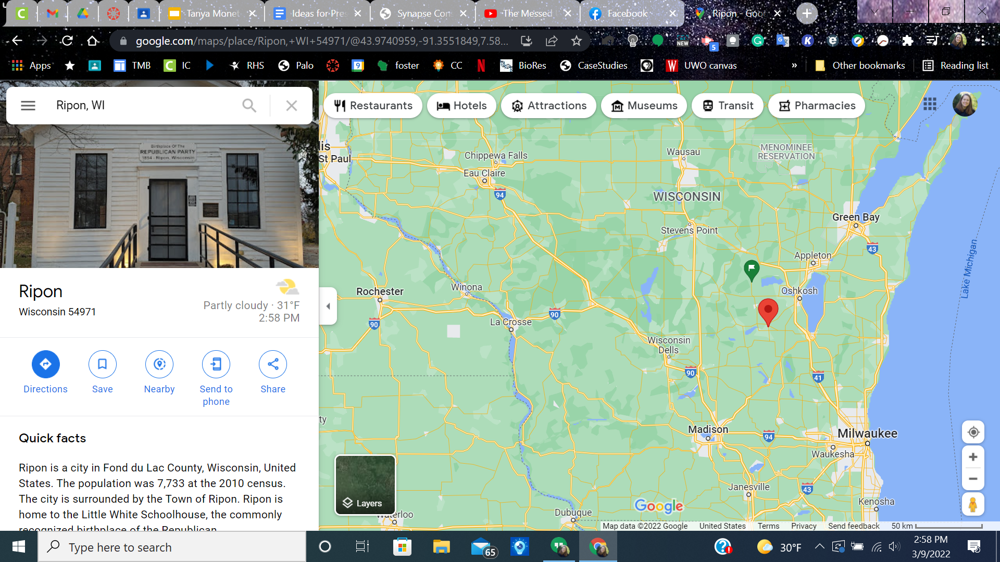 Tanya Monet
Ideas for Pres
Synapse Con
The Messed U
Facebook
Ripon - Goog
google.com/maps/place/Ripon,+WI+54971/@43.9740959,-91.3551849,7.58...
NEW
5
Apps
TMB
IC
RHS
Palo
9
foster
CC
BioRes
CaseStudies
UWO canvas
»
Other bookmarks
Reading list
Ripon, WI
Restaurants
Hotels
Attractions
Museums
Transit
Pharmacies
Birthplace Of The
REPUBLICAN PARTY
1854 - Ripon, Wisconsin
Ripon
Wisconsin 54971
Partly cloudy · 31°F
2:58 PM
Directions
Save
Nearby
Send to
phone
Share
Quick facts
Ripon is a city in Fond du Lac County, Wisconsin, United
States. The population was 7,733 at the 2010 census.
The city is surrounded by the Town of Ripon. Ripon is
home to the Little White Schoolhouse, the commonly
recognized birthplace of the Republican
lis
St Paul
Chippewa Falls
Eau Claire
94
Wausau
MENOMINEE
RESERVATION
WISCONSIN
Stevens Point
Green Bay
43
Appleton
Oshkosh
Lake Michigan
Rochester
Winona
90
La Crosse
90
Wisconsin
Dells
90
41
ty
Madison
94
Milwaukee
Waukesha
Janesville
43
Kenosha
Dubuque
Waterloo
Layers
Google
Map data ©2022 Google
United States
Terms
Privacy
Send feedback
50 km
Type here to search
65
30°F
2:58 PM
3/9/2022